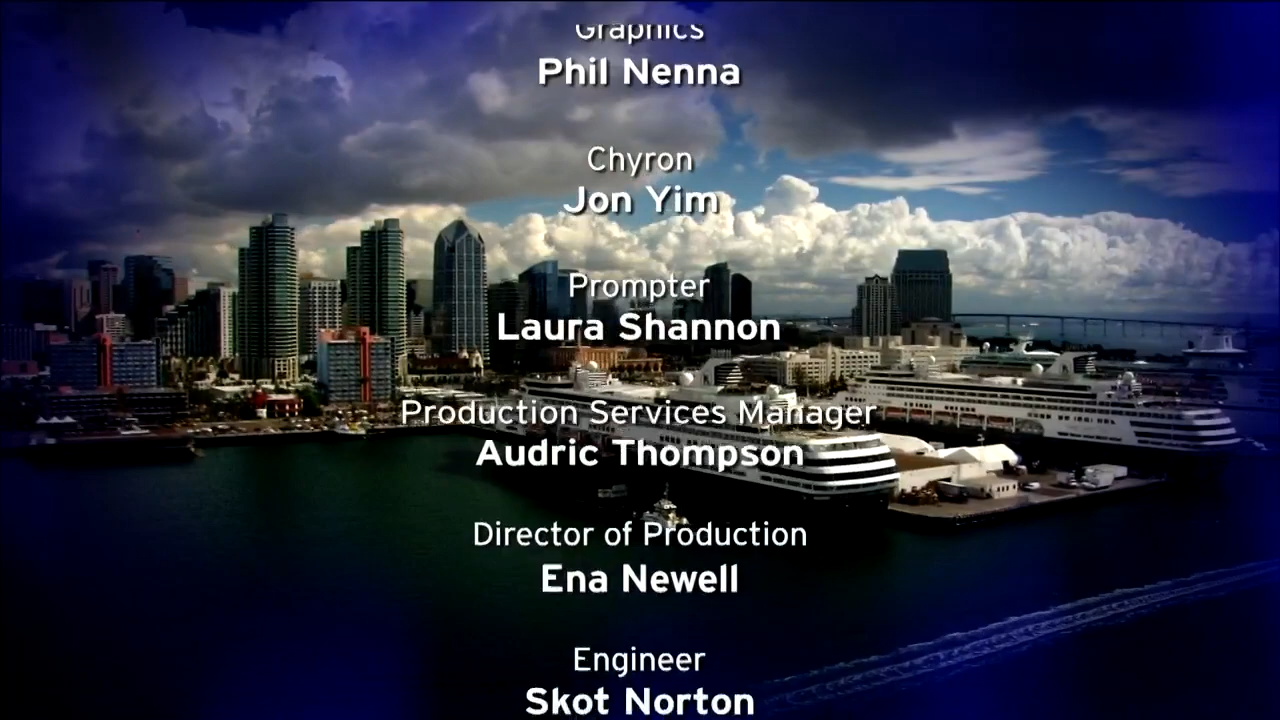 Graphics
Phil Nenna
Chyron
Jon Yim
Prompter
Laura Shannon
Production Services Manager
Audric Thompson
Director of Production
Ena Newell
Engineer
Skot Norton